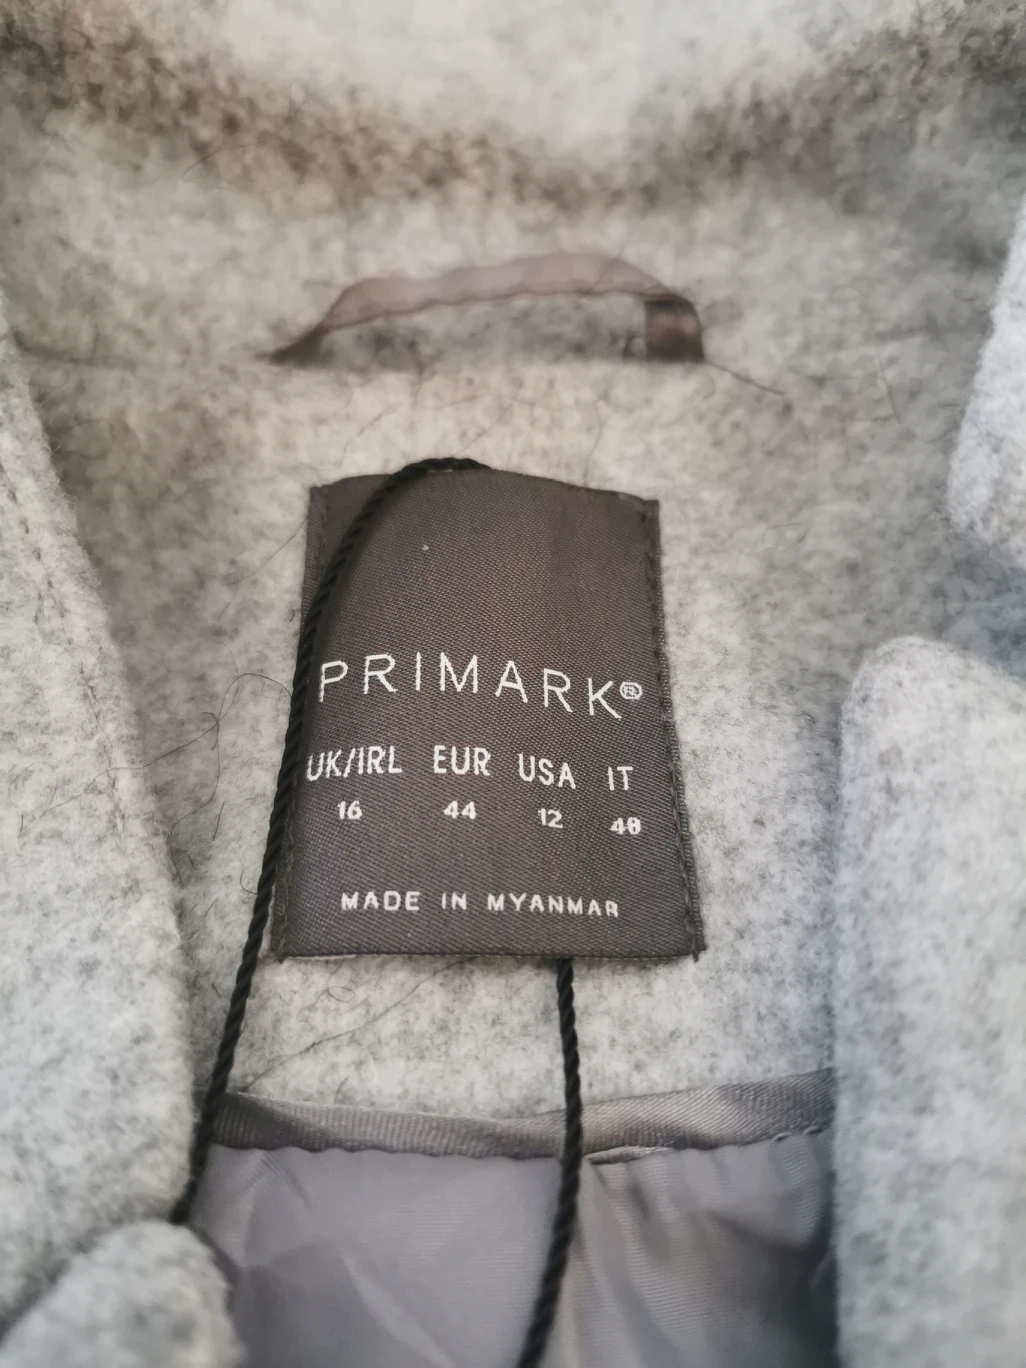 PRIMARK®
UK/IRL EUR USA IT
16 44 12 48
MADE IN MYANMAR